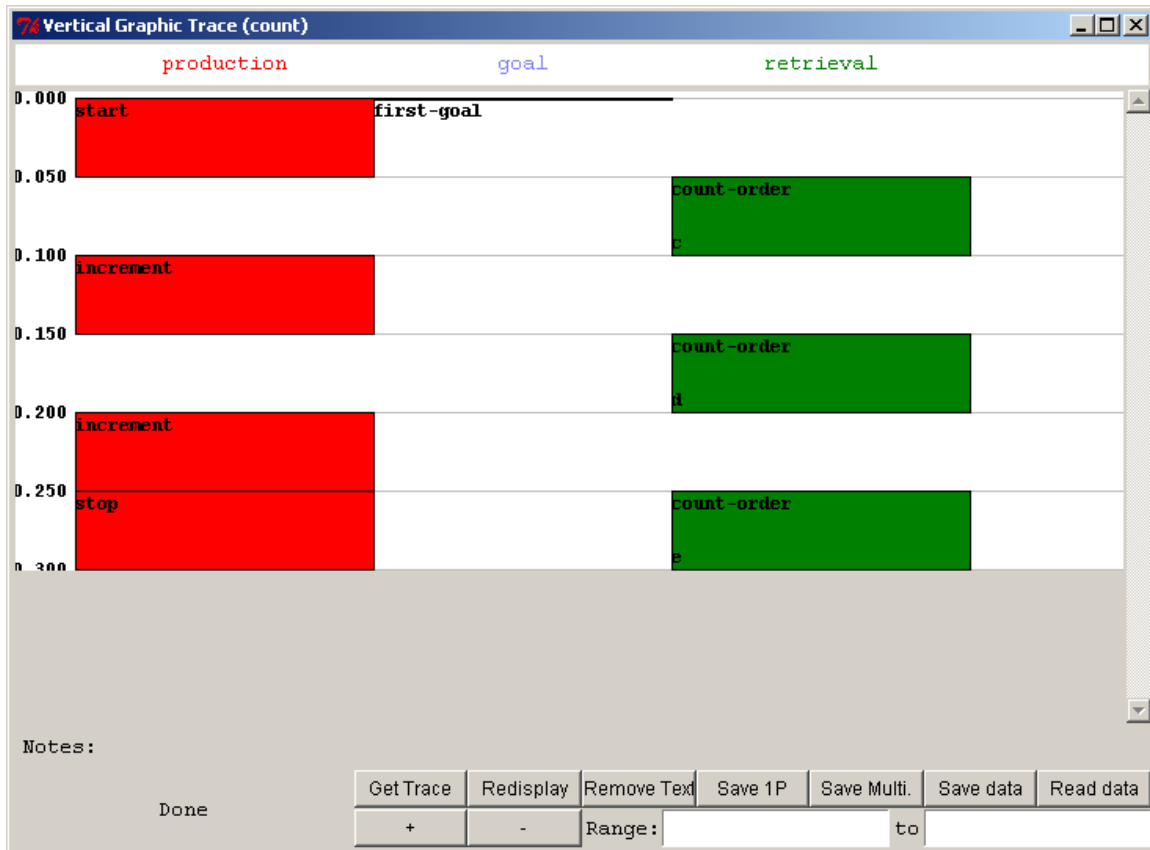 Vertical Graphic Trace (count)
production goal retrieval
0.000 start first-goal
0.050 count-order
c
0.100 increment
0.150 count-order
d
0.200 increment
0.250 stop count-order
e
0.300
Notes:
Get Trace Redisplay Remove Text Save 1P Save Multi. Save data Read data
Done
+ - Range: to